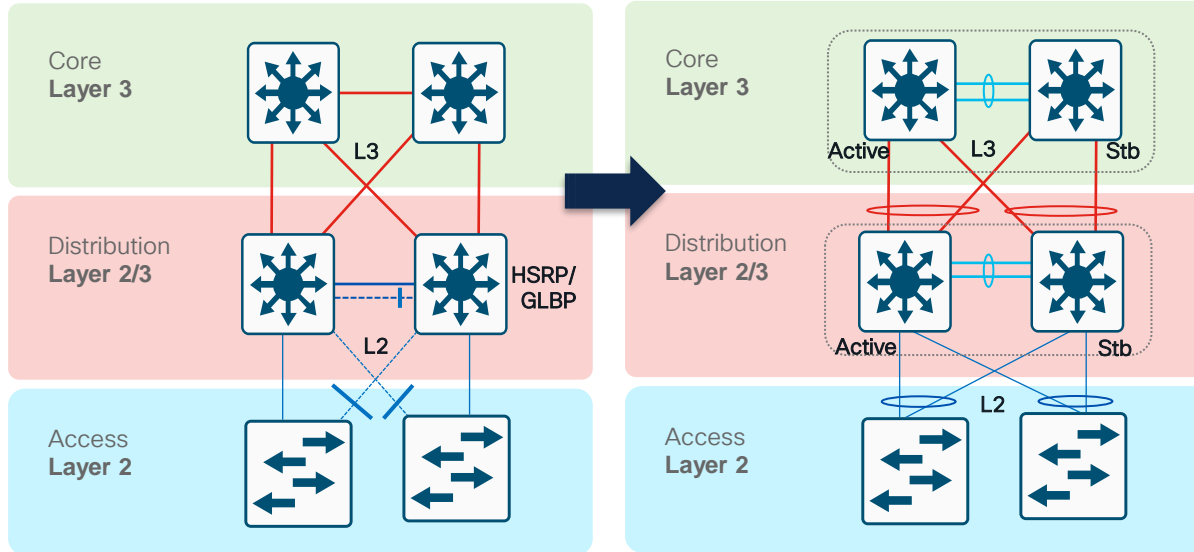 Core
Layer 3
L3
Distribution
Layer 2/3
HSRP/
GLBP
L2
Access
Layer 2
Core
Layer 3
Active
L3
Stb
Distribution
Layer 2/3
Active
Stb
L2
Access
Layer 2